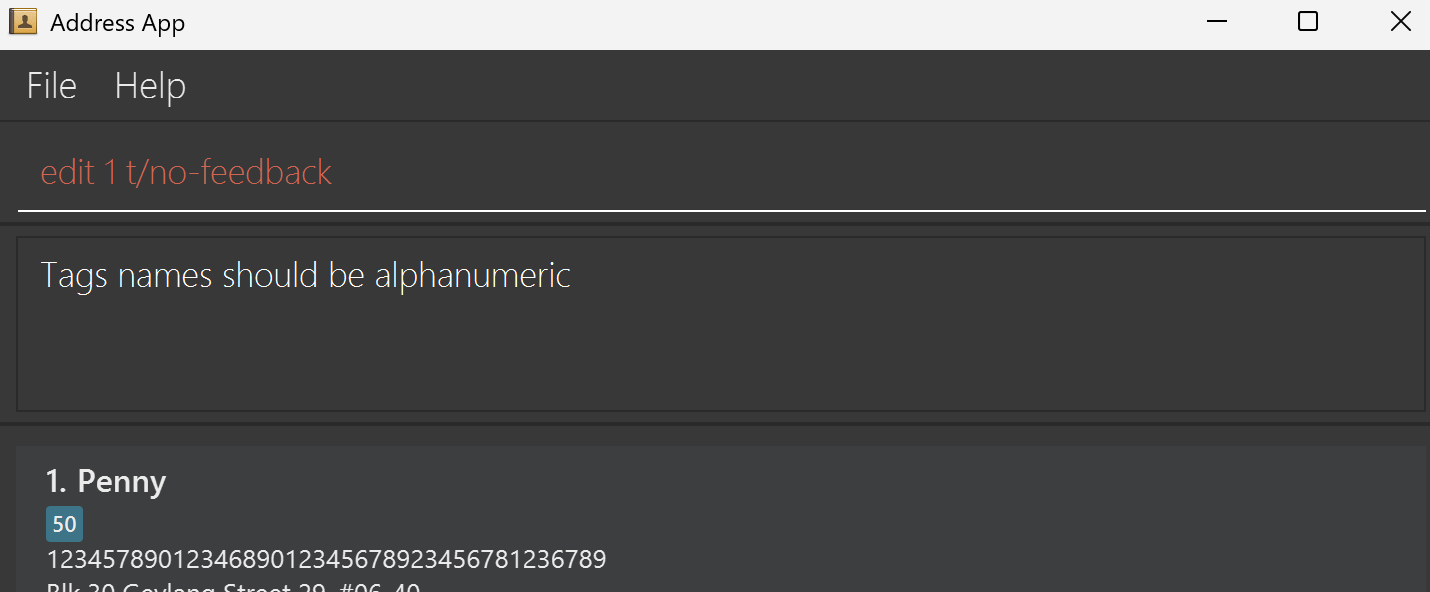 Address App
File Help
edit 1 t/no-feedback
Tags names should be alphanumeric
1. Penny
50
1234578901234689012345678923456781236789
Blk 30 Geylang Street 29, #06-40